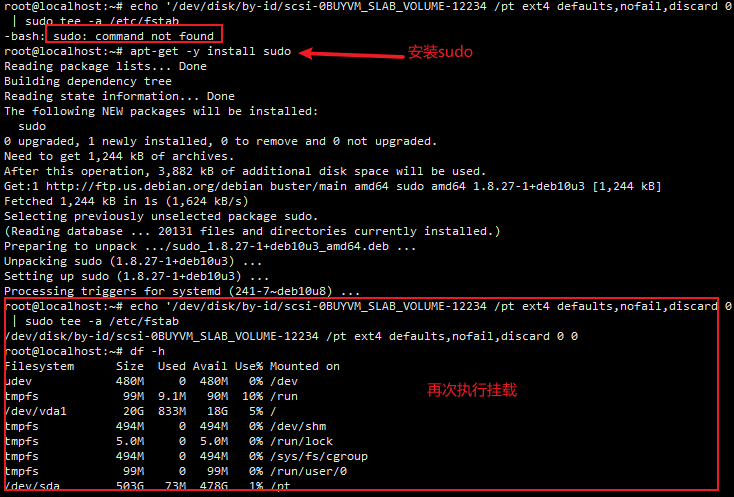 root@localhost:~# echo '/dev/disk/by-id/scsi-0BUYVM_SLAB_VOLUME-12234 /pt ext4 defaults,nofail,discard 0
| sudo tee -a /etc/fstab
-bash: sudo: command not found
root@localhost:~# apt-get -y install sudo
安装sudo
Reading package lists... Done
Building dependency tree
Reading state information... Done
The following NEW packages will be installed:
sudo
0 upgraded, 1 newly installed, 0 to remove and 0 not upgraded.
Need to get 1,244 kB of archives.
After this operation, 3,882 kB of additional disk space will be used.
Get:1 http://ftp.us.debian.org/debian buster/main amd64 sudo amd64 1.8.27-1+deb10u3 [1,244 kB]
Fetched 1,244 kB in 1s (1,624 kB/s)
Selecting previously unselected package sudo.
(Reading database ... 20131 files and directories currently installed.)
Preparing to unpack .../sudo_1.8.27-1+deb10u3_amd64.deb ...
Unpacking sudo (1.8.27-1+deb10u3) ...
Setting up sudo (1.8.27-1+deb10u3) ...
Processing triggers for systemd (241-7~deb10u8) ...
root@localhost:~# echo '/dev/disk/by-id/scsi-0BUYVM_SLAB_VOLUME-12234 /pt ext4 defaults,nofail,discard 0
| sudo tee -a /etc/fstab
/dev/disk/by-id/scsi-0BUYVM_SLAB_VOLUME-12234 /pt ext4 defaults,nofail,discard 0 0
root@localhost:~# df -h
Filesystem Size Used Avail Use% Mounted on
udev 480M 0 480M 0% /dev
tmpfs 99M 9.1M 90M 10% /run
再次执行挂载
/dev/vda1 20G 833M 18G 5% /
tmpfs 494M 0 494M 0% /dev/shm
tmpfs 5.0M 0 5.0M 0% /run/lock
tmpfs 494M 0 494M 0% /sys/fs/cgroup
tmpfs 99M 0 99M 0% /run/user/0
/dev/sda 503G 73M 478G 1% /pt